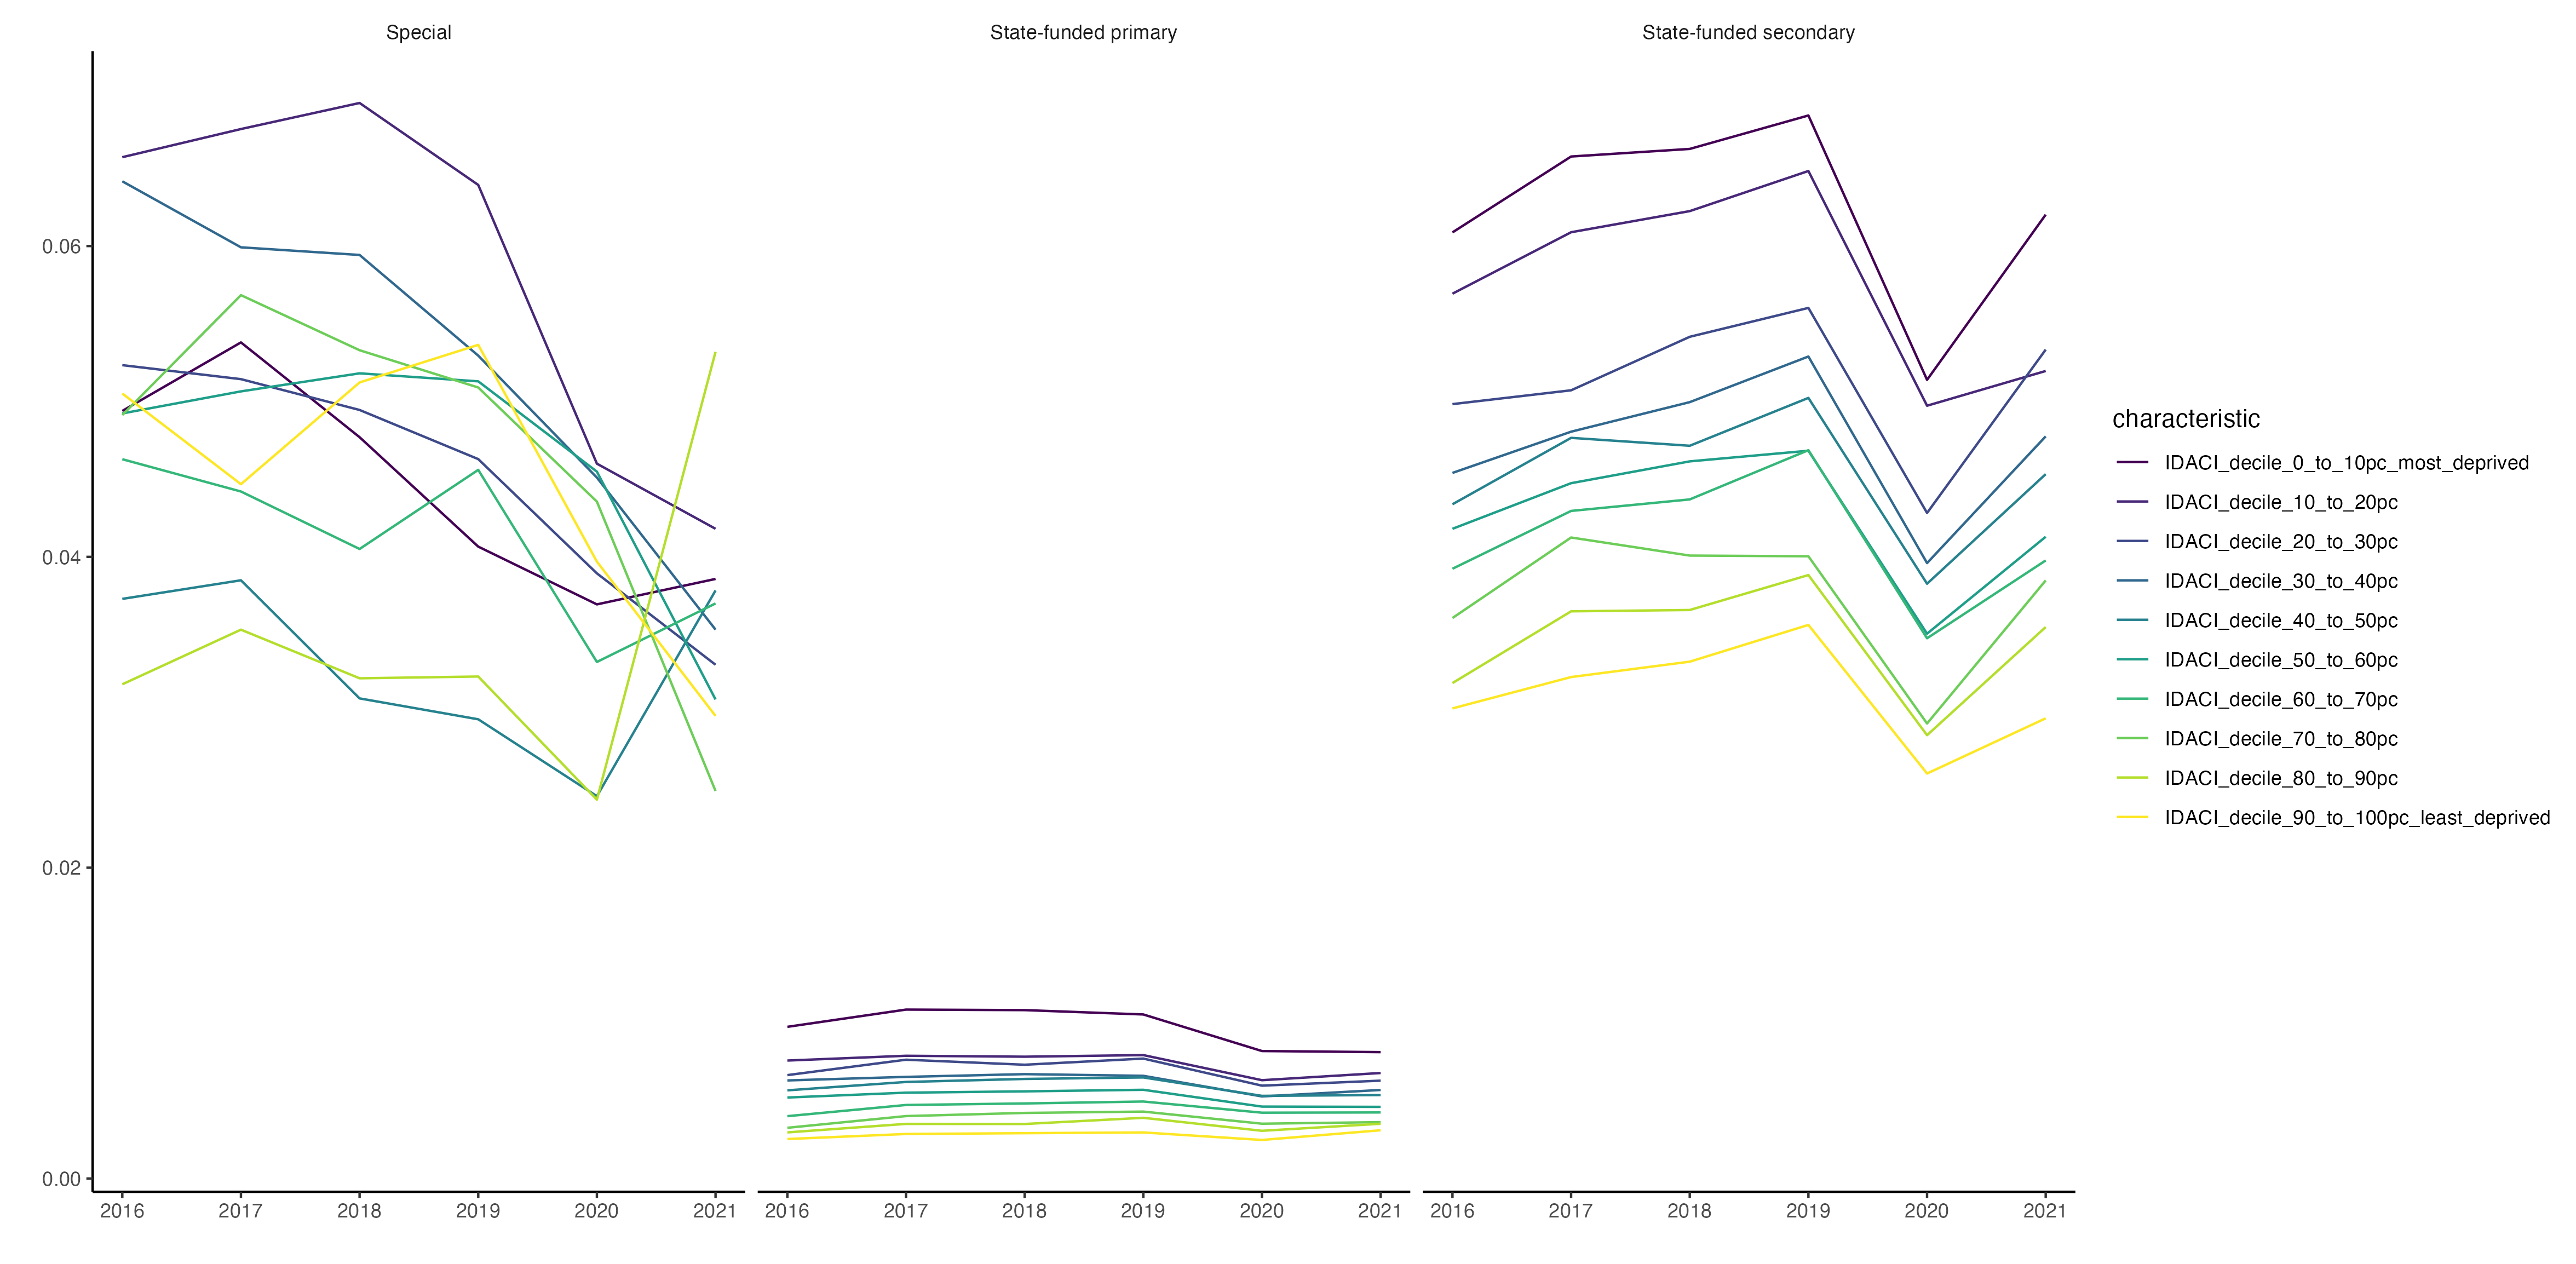 Special State-funded primary State-funded secondary
0.06
0.04
0.02
0.00
2016 2017 2018 2019 2020 2021 2016 2017 2018 2019 2020 2021 2016 2017 2018 2019 2020 2021
characteristic
IDACI_decile_0_to_10pc_most_deprived
IDACI_decile_10_to_20pc
IDACI_decile_20_to_30pc
IDACI_decile_30_to_40pc
IDACI_decile_40_to_50pc
IDACI_decile_50_to_60pc
IDACI_decile_60_to_70pc
IDACI_decile_70_to_80pc
IDACI_decile_80_to_90pc
IDACI_decile_90_to_100pc_least_deprived